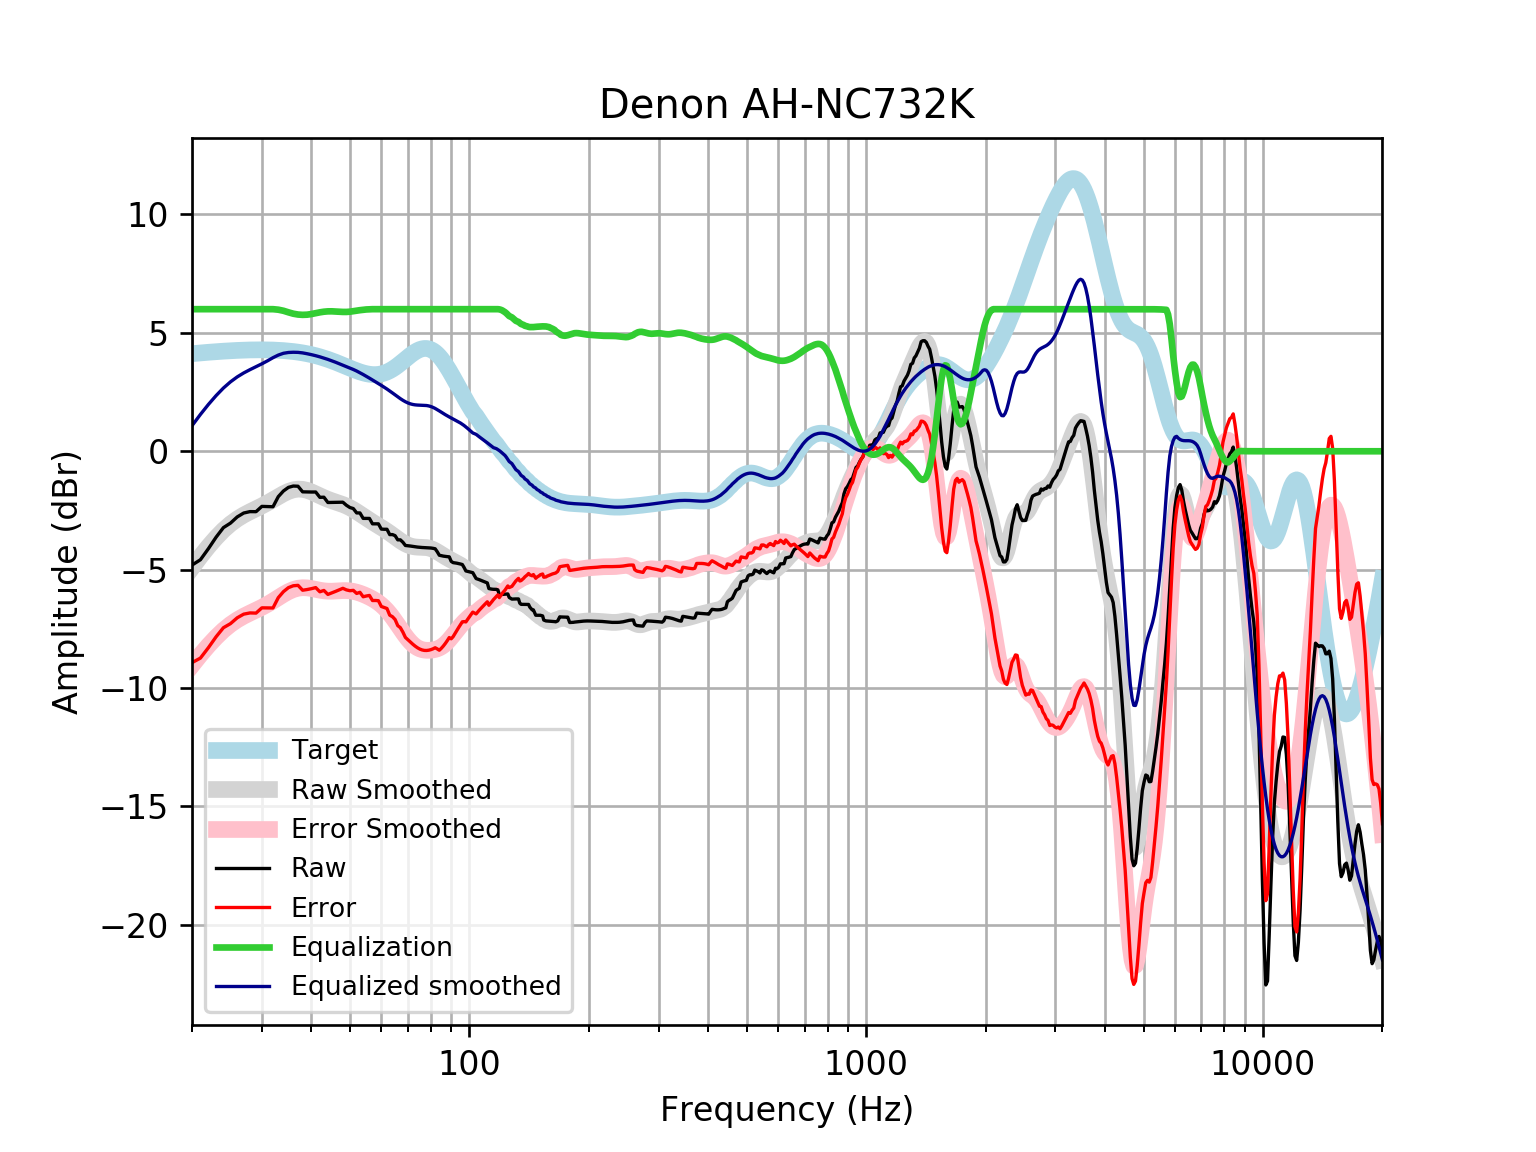 Denon AH-NC732K
10
5
0
−5
−10
−15
−20
Amplitude (dBr)
Target
Raw Smoothed
Error Smoothed
Raw
Error
Equalization
Equalized smoothed
100 1000 10000
Frequency (Hz)